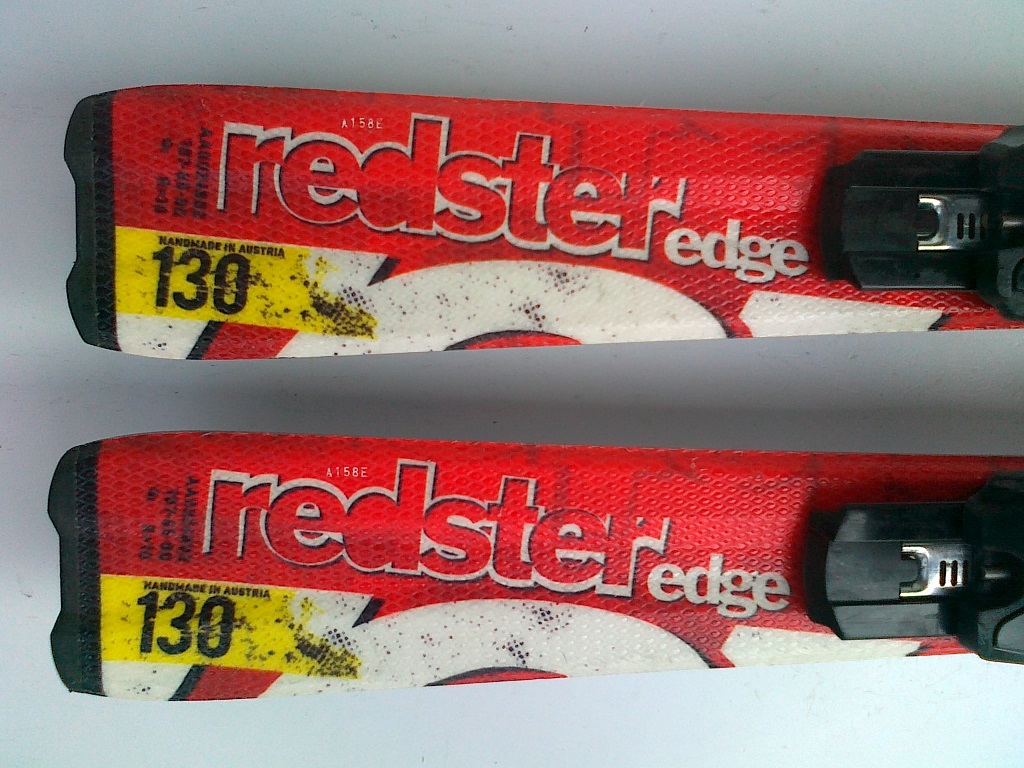 A158E
redster
edge
HANDMADE IN AUSTRIA
130
A158E
redster
edge
HANDMADE IN AUSTRIA
130